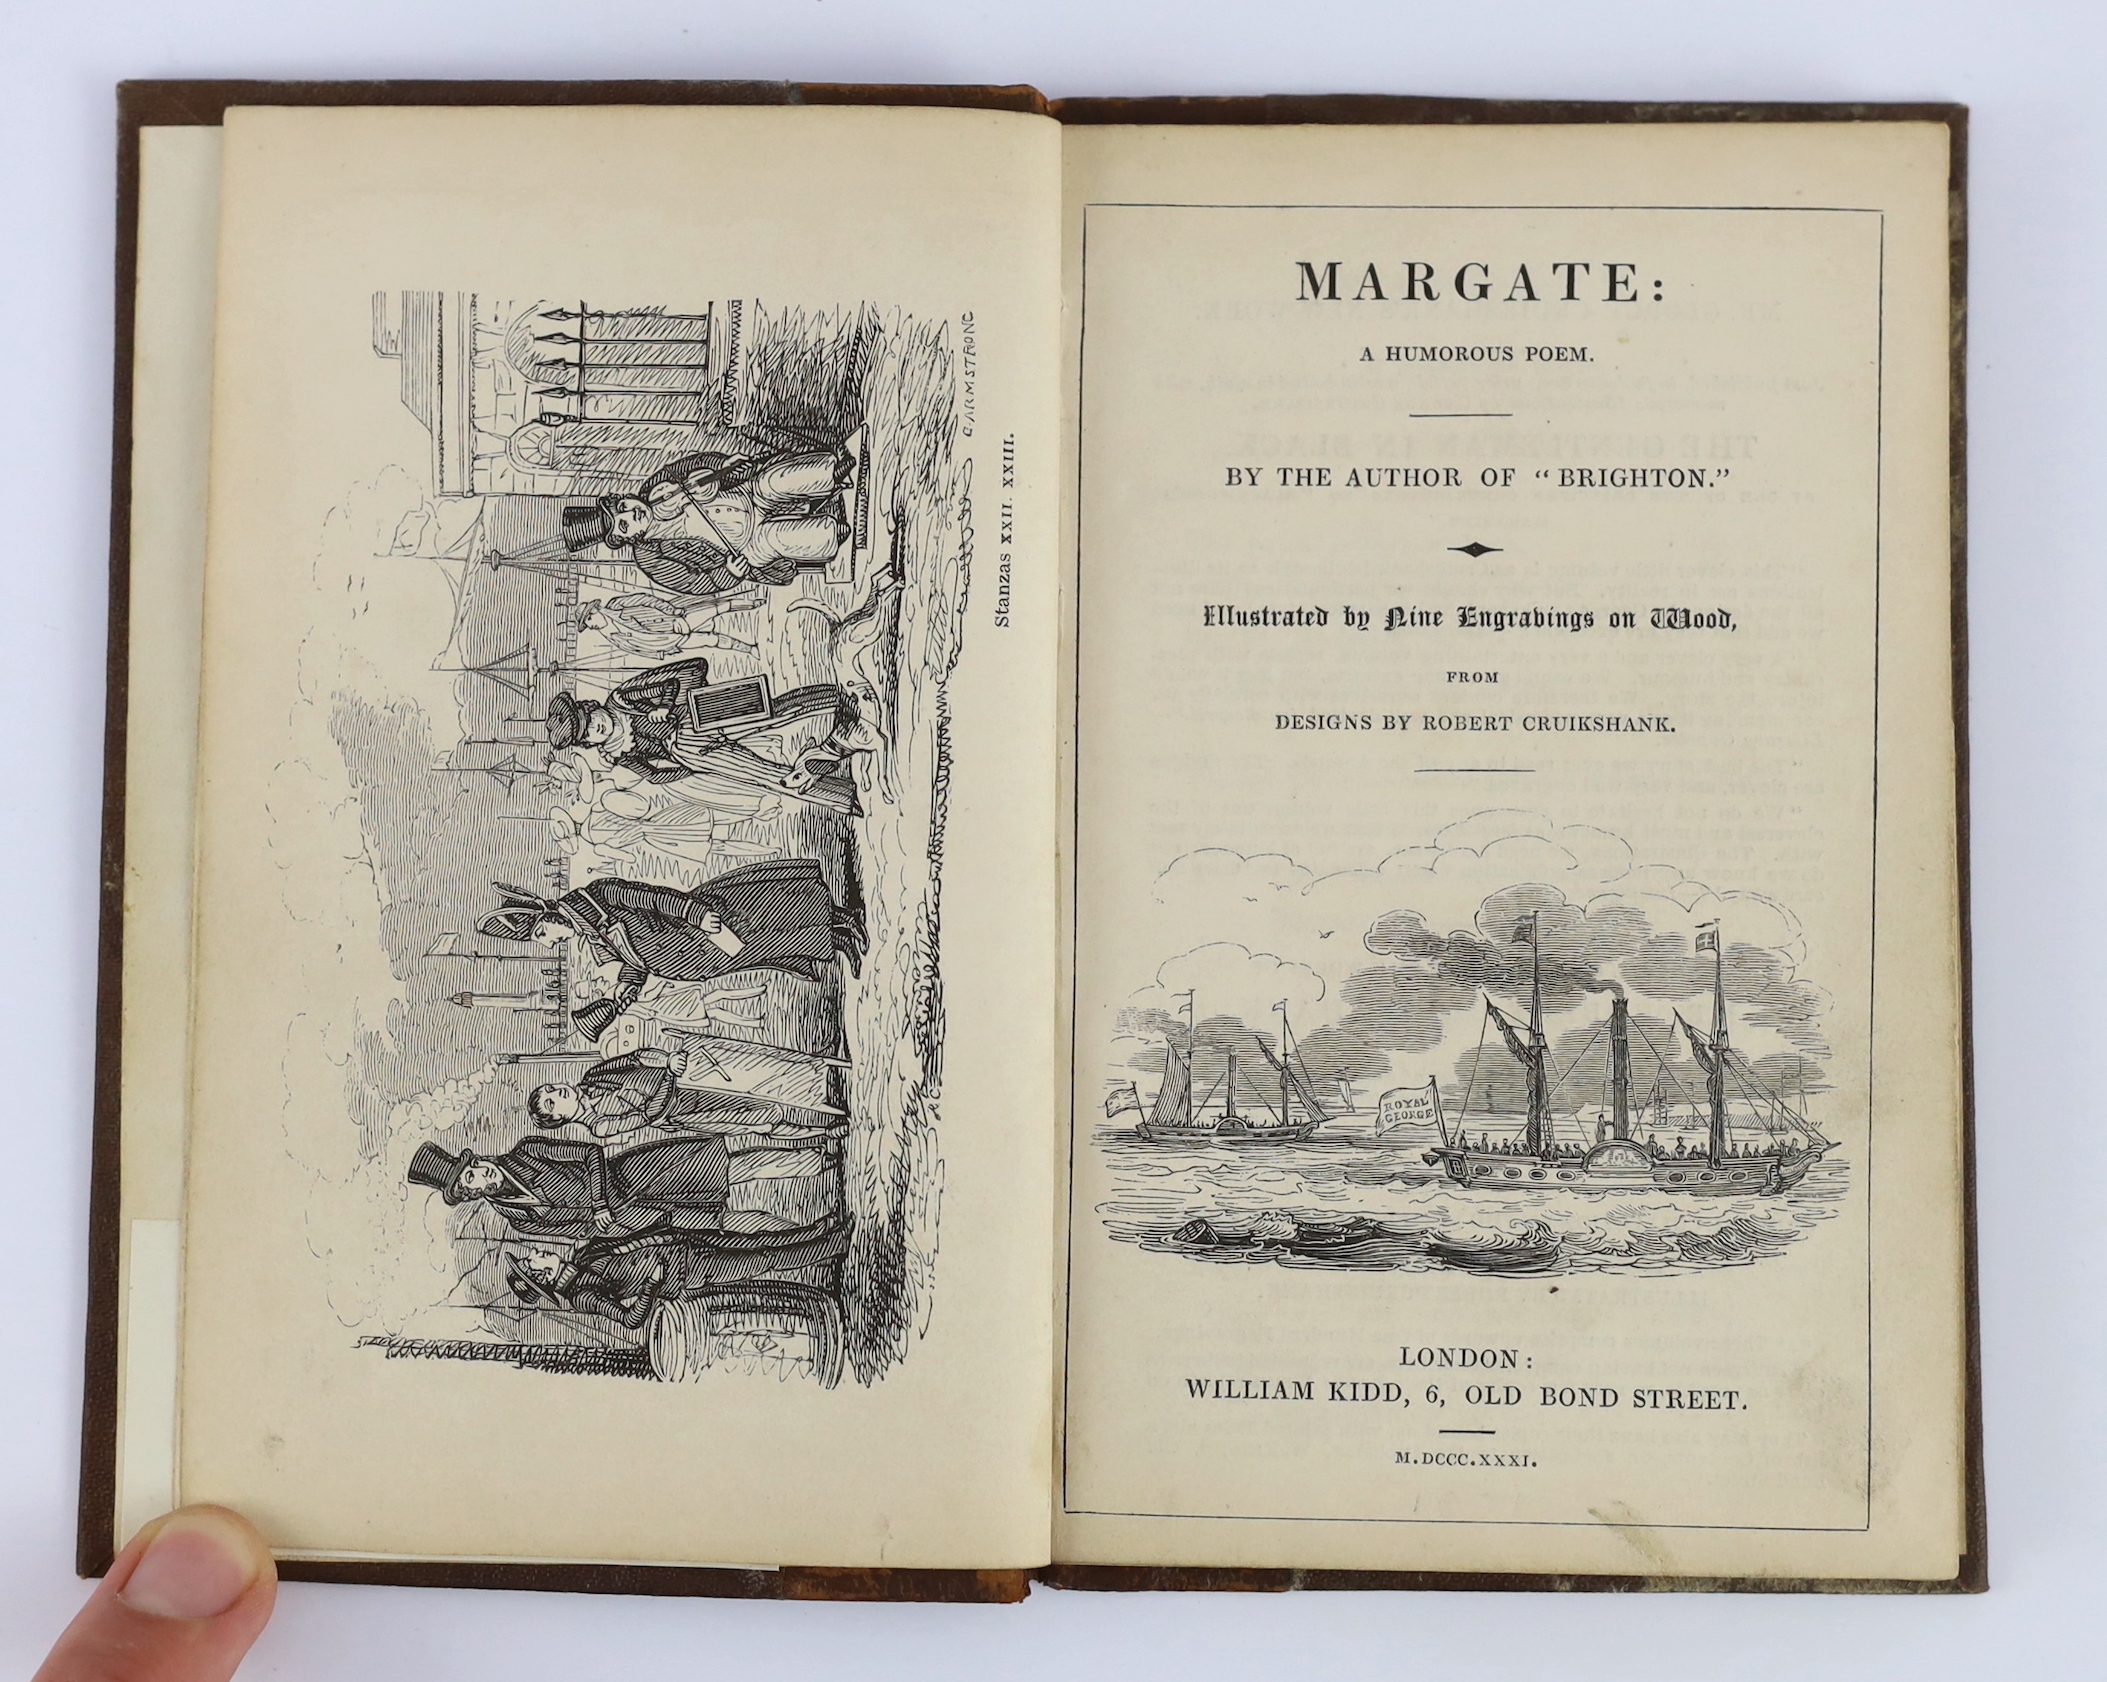 G. ARMSTRONG
R. C.
Stanzas XXII. XXIII.
MARGATE:
A HUMOROUS POEM.
BY THE AUTHOR OF “BRIGHTON.”
Illustrated by Nine Engravings on Wood,
FROM
DESIGNS BY ROBERT CRUIKSHANK.
ROYAL
GEORGE
LONDON:
WILLIAM KIDD, 6, OLD BOND STREET.
M.DCCC.XXXI.